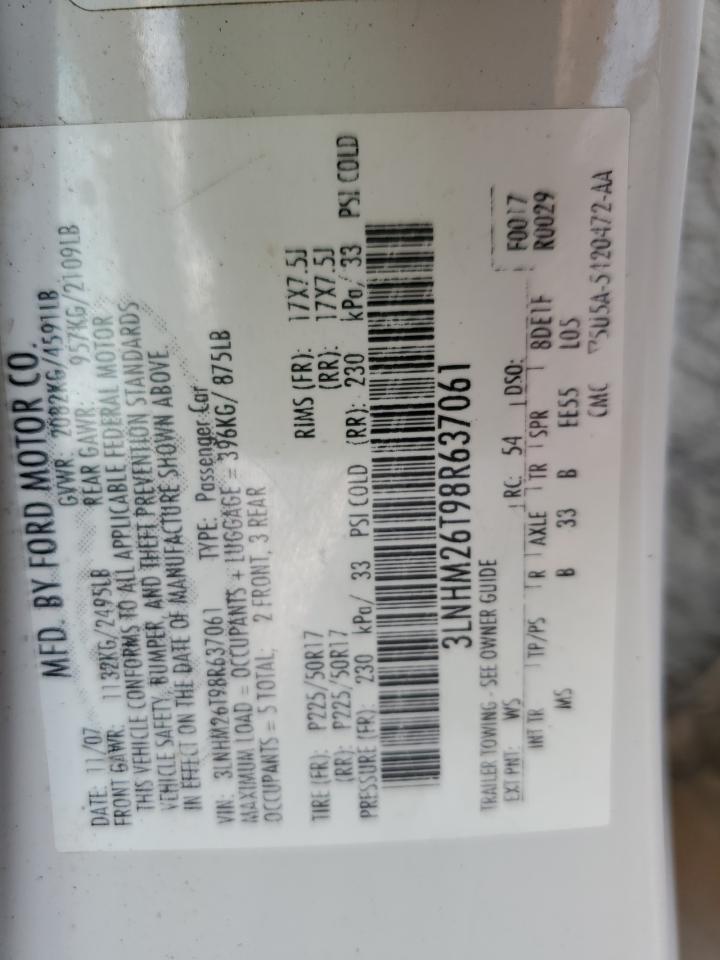 MFD. BY FORD MOTOR CO.
DATE: 11/07 GVWR: 2082KG/4591LB
FRONT GAWR: 1132KG/2495LB REAR GAWR: 957KG/2109LB
THIS VEHICLE CONFORMS TO ALL APPLICABLE FEDERAL MOTOR
VEHICLE SAFETY, BUMPER, AND THEFT PREVENTION STANDARDS
IN EFFECT ON THE DATE OF MANUFACTURE SHOWN ABOVE.
VIN: 3LNHM26T98R637061 TYPE: Passenger Car
MAXIMUM LOAD = OCCUPANTS + LUGGAGE = 396KG/ 875LB
OCCUPANTS = 5 TOTAL; 2 FRONT, 3 REAR
TIRE (FR): P225/50R17 RIMS (FR): 17X7.5J
(RR): P225/50R17 (RR): 17X7.5J
PRESSURE (FR): 230 kPa/ 33 PSI COLD (RR): 230 kPa/ 33 PSI COLD
3LNHM26T98R637061
TRAILER TOWING - SEE OWNER GUIDE
EXT PNT: WS RC: 54 DSO: F0017
INT TR TP/PS R AXLE TR SPR 8DE1F R0029
MS B 33 B EE55 L05
CMC 5U5A-5120472-AA